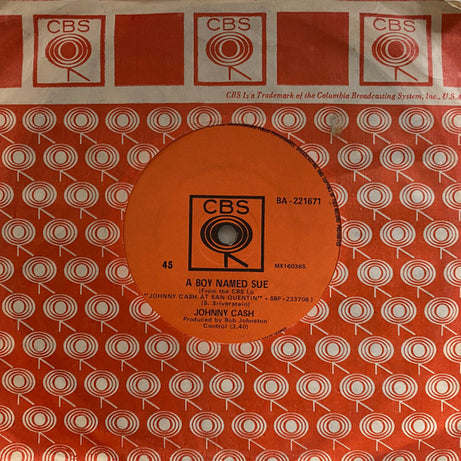 CBS
CBS
CBS
CBS Is a Trademark of the Columbia Broadcasting System, Inc., U.S.A
CBS
BA-221671
45
MX160365
A BOY NAMED SUE
(From the CBS Lp
"JOHNNY CASH AT SAN QUENTIN" - SBP-233706)
(S. Silverstein)
JOHNNY CASH
Produced by Bob Johnston
Control (3.40)